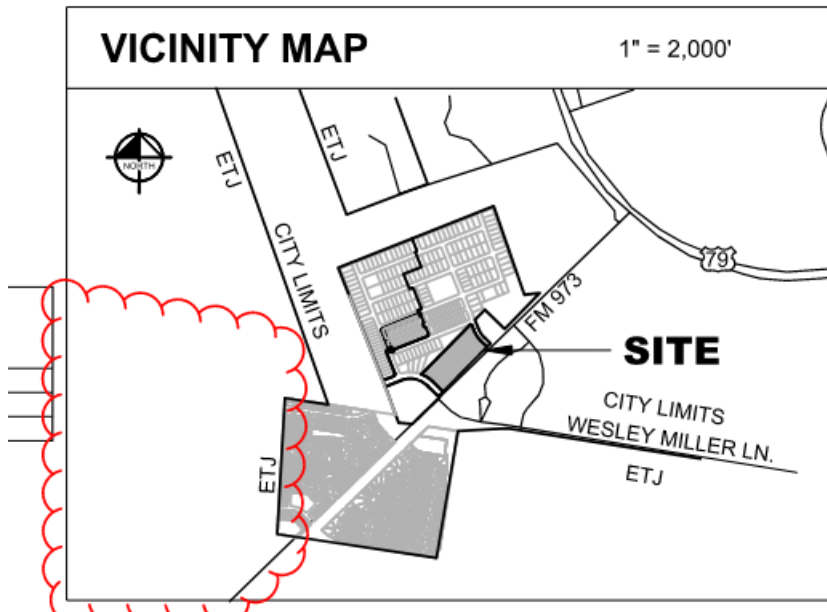 VICINITY MAP
1" = 2,000'
NORTH
ETJ
ETJ
CITY LIMITS
79
FM 973
SITE
CITY LIMITS
WESLEY MILLER LN.
ETJ
ETJ